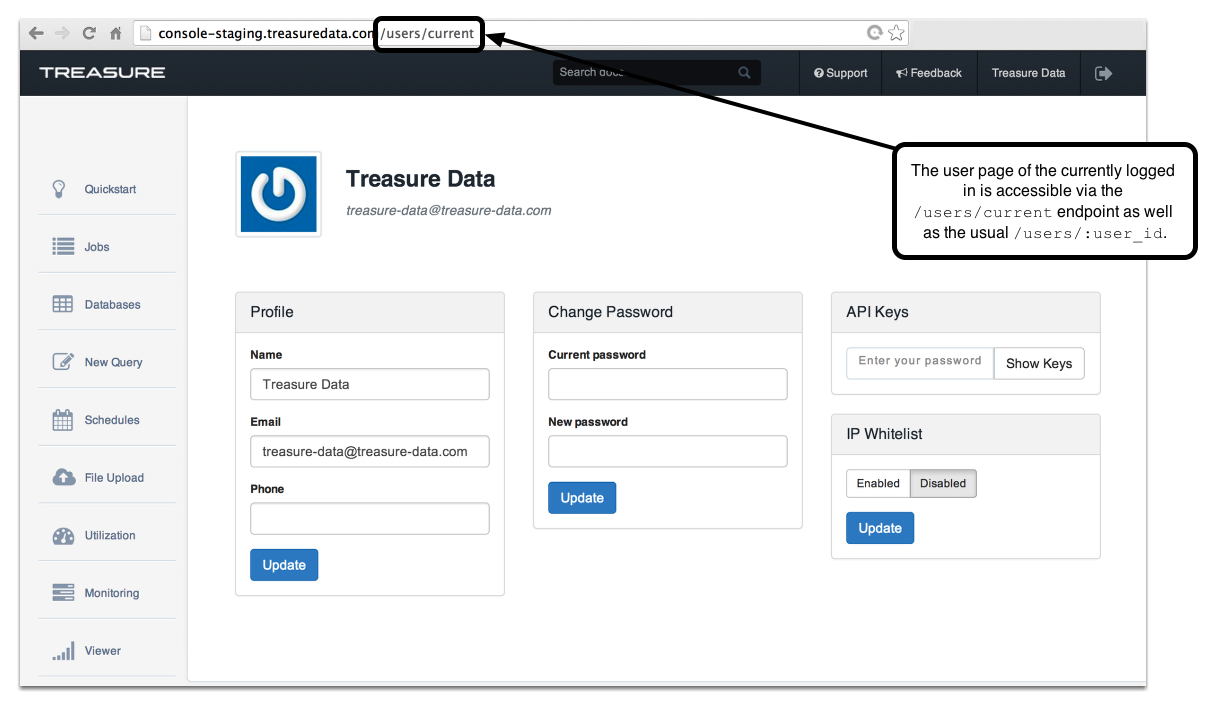 console-staging.treasuredata.com /users/current
TREASURE
Search docs
Support
Feedback
Treasure Data
The user page of the currently logged
in is accessible via the
/users/current endpoint as well
as the usual /users/:user_id.
Quickstart
Jobs
Databases
New Query
Schedules
File Upload
Utilization
Monitoring
Viewer
Treasure Data
treasure-data@treasure-data.com
Profile
Name
Treasure Data
Email
treasure-data@treasure-data.com
Phone
Update
Change Password
Current password
New password
Update
API Keys
Enter your password
Show Keys
IP Whitelist
Enabled
Disabled
Update